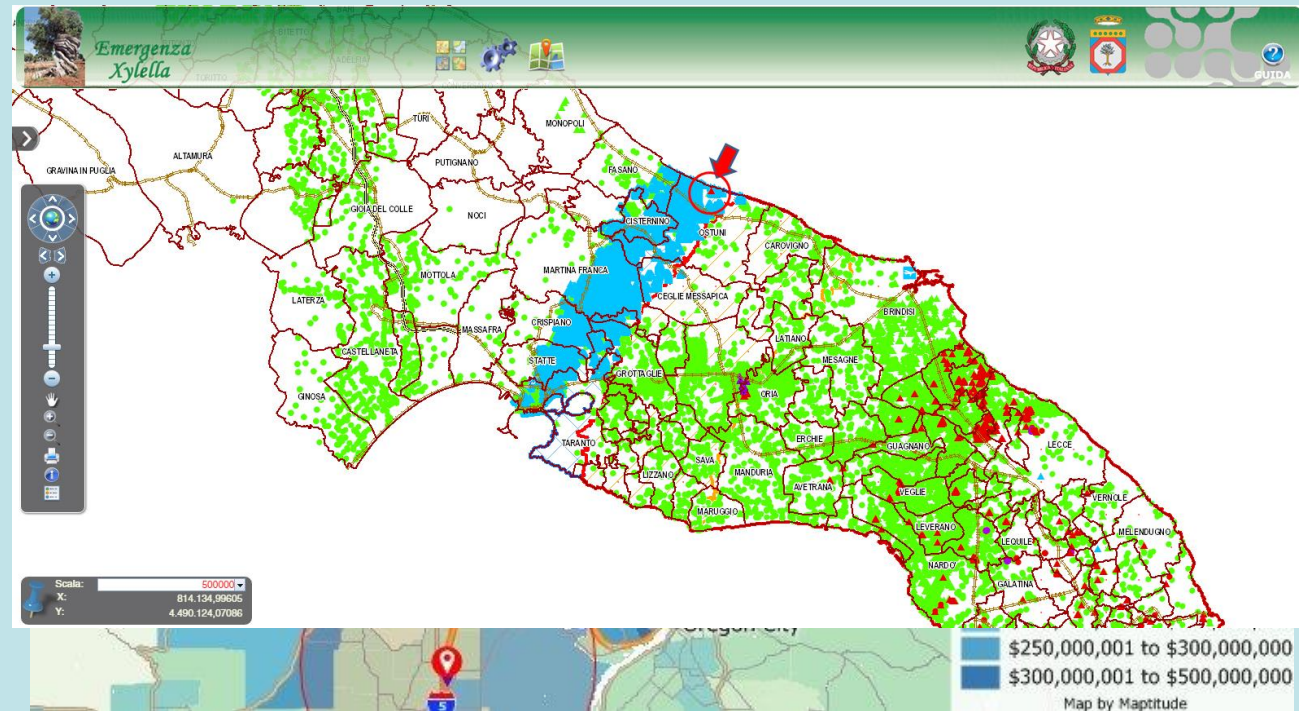 Emergenza
Xylella
BITETTO
ADELFIA
TORITTO
GUIDA
TURI
MONOPOLI
ALTAMURA
GRAVINA IN PUGLIA
PUTIGNANO
FASANO
GIOIA DEL COLLE
NOCI
CISTERNINO
OSTUNI
CAROVIGNO
MARTINA FRANCA
MOTTOLA
CEGLIE MESSAPICA
LATERZA
BRINDISI
CRISPIANO
MASSAFRA
LATIANO
CASTELLANETA
STATTE
MESAGNE
GROTTAGLIE
GINOSA
ORIA
TARANTO
ERCHIE
GUAGNANO
LECCE
SAVA
LIZZANO
MANDURIA
AVETRANA
VEGLIE
VERNOLE
MARUGGIO
LEVERANO
MELENDUGNO
LEQUILE
NARDO'
GALATINA
Scala: 500000
X: 814.134,99605
Y: 4.490.124,07086
Oregon City
5
$250,000,001 to $300,000,000
$300,000,001 to $500,000,000
Map by Maptitude